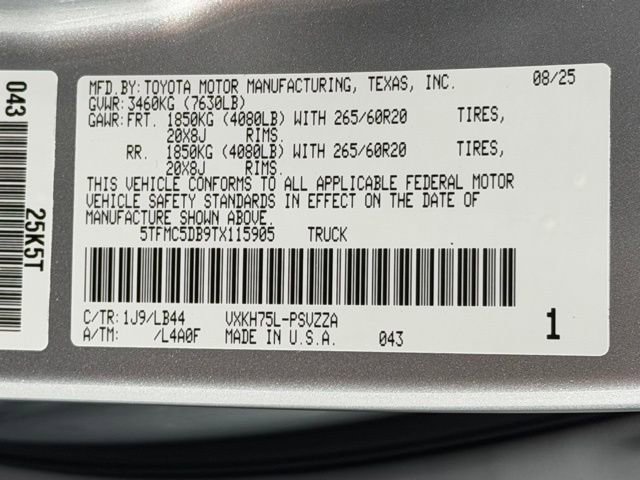 043
25K5T
MFD.BY:TOYOTA MOTOR MANUFACTURING, TEXAS, INC. 08/25
GVWR:3460KG (7630LB)
GAWR:FRT. 1850KG (4080LB) WITH 265/60R20 TIRES,
20X8J RIMS.
RR. 1850KG (4080LB) WITH 265/60R20 TIRES,
20X8J RIMS.
THIS VEHICLE CONFORMS TO ALL APPLICABLE FEDERAL MOTOR
VEHICLE SAFETY STANDARDS IN EFFECT ON THE DATE OF
MANUFACTURE SHOWN ABOVE.
5TFMC5DB9TX115905 TRUCK
C/TR:1J9/LB44 VXKH75L-PSVZZA
A/TM: /L4A0F MADE IN U.S.A. 043
1